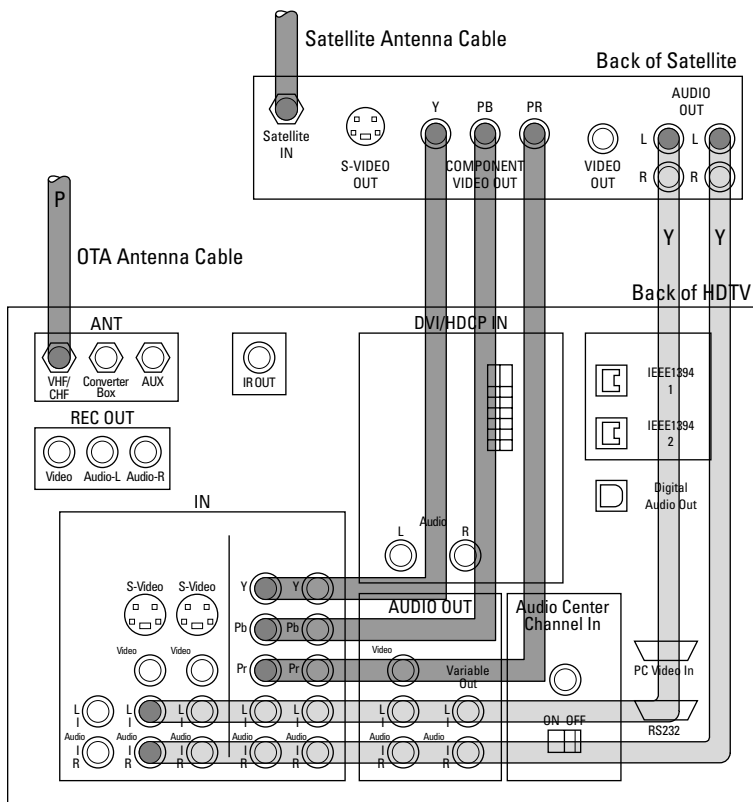 Satellite Antenna Cable
Back of Satellite
Satellite
IN
S-VIDEO
OUT
Y PB PR
COMPONENT
VIDEO OUT
VIDEO
OUT
AUDIO
OUT
L L
R R
P
OTA Antenna Cable
Y Y
Back of HDTV
ANT
VHF/
CHF
Converter
Box
AUX
IR OUT
REC OUT
Video Audio-L Audio-R
DVI/HDCP IN
L Audio R
IEEE1394
1
IEEE1394
2
Digital
Audio Out
IN
S-Video S-Video
Video Video
Y Y
Pb Pb
Pr Pr
L L L L L
I I I I I
Audio Audio Audio Audio Audio
I I I I I
R R R R R
AUDIO OUT
Video
Variable
Out
L L
I I
Audio Audio
I I
R R
Audio Center
Channel In
ON OFF
PC Video In
RS232